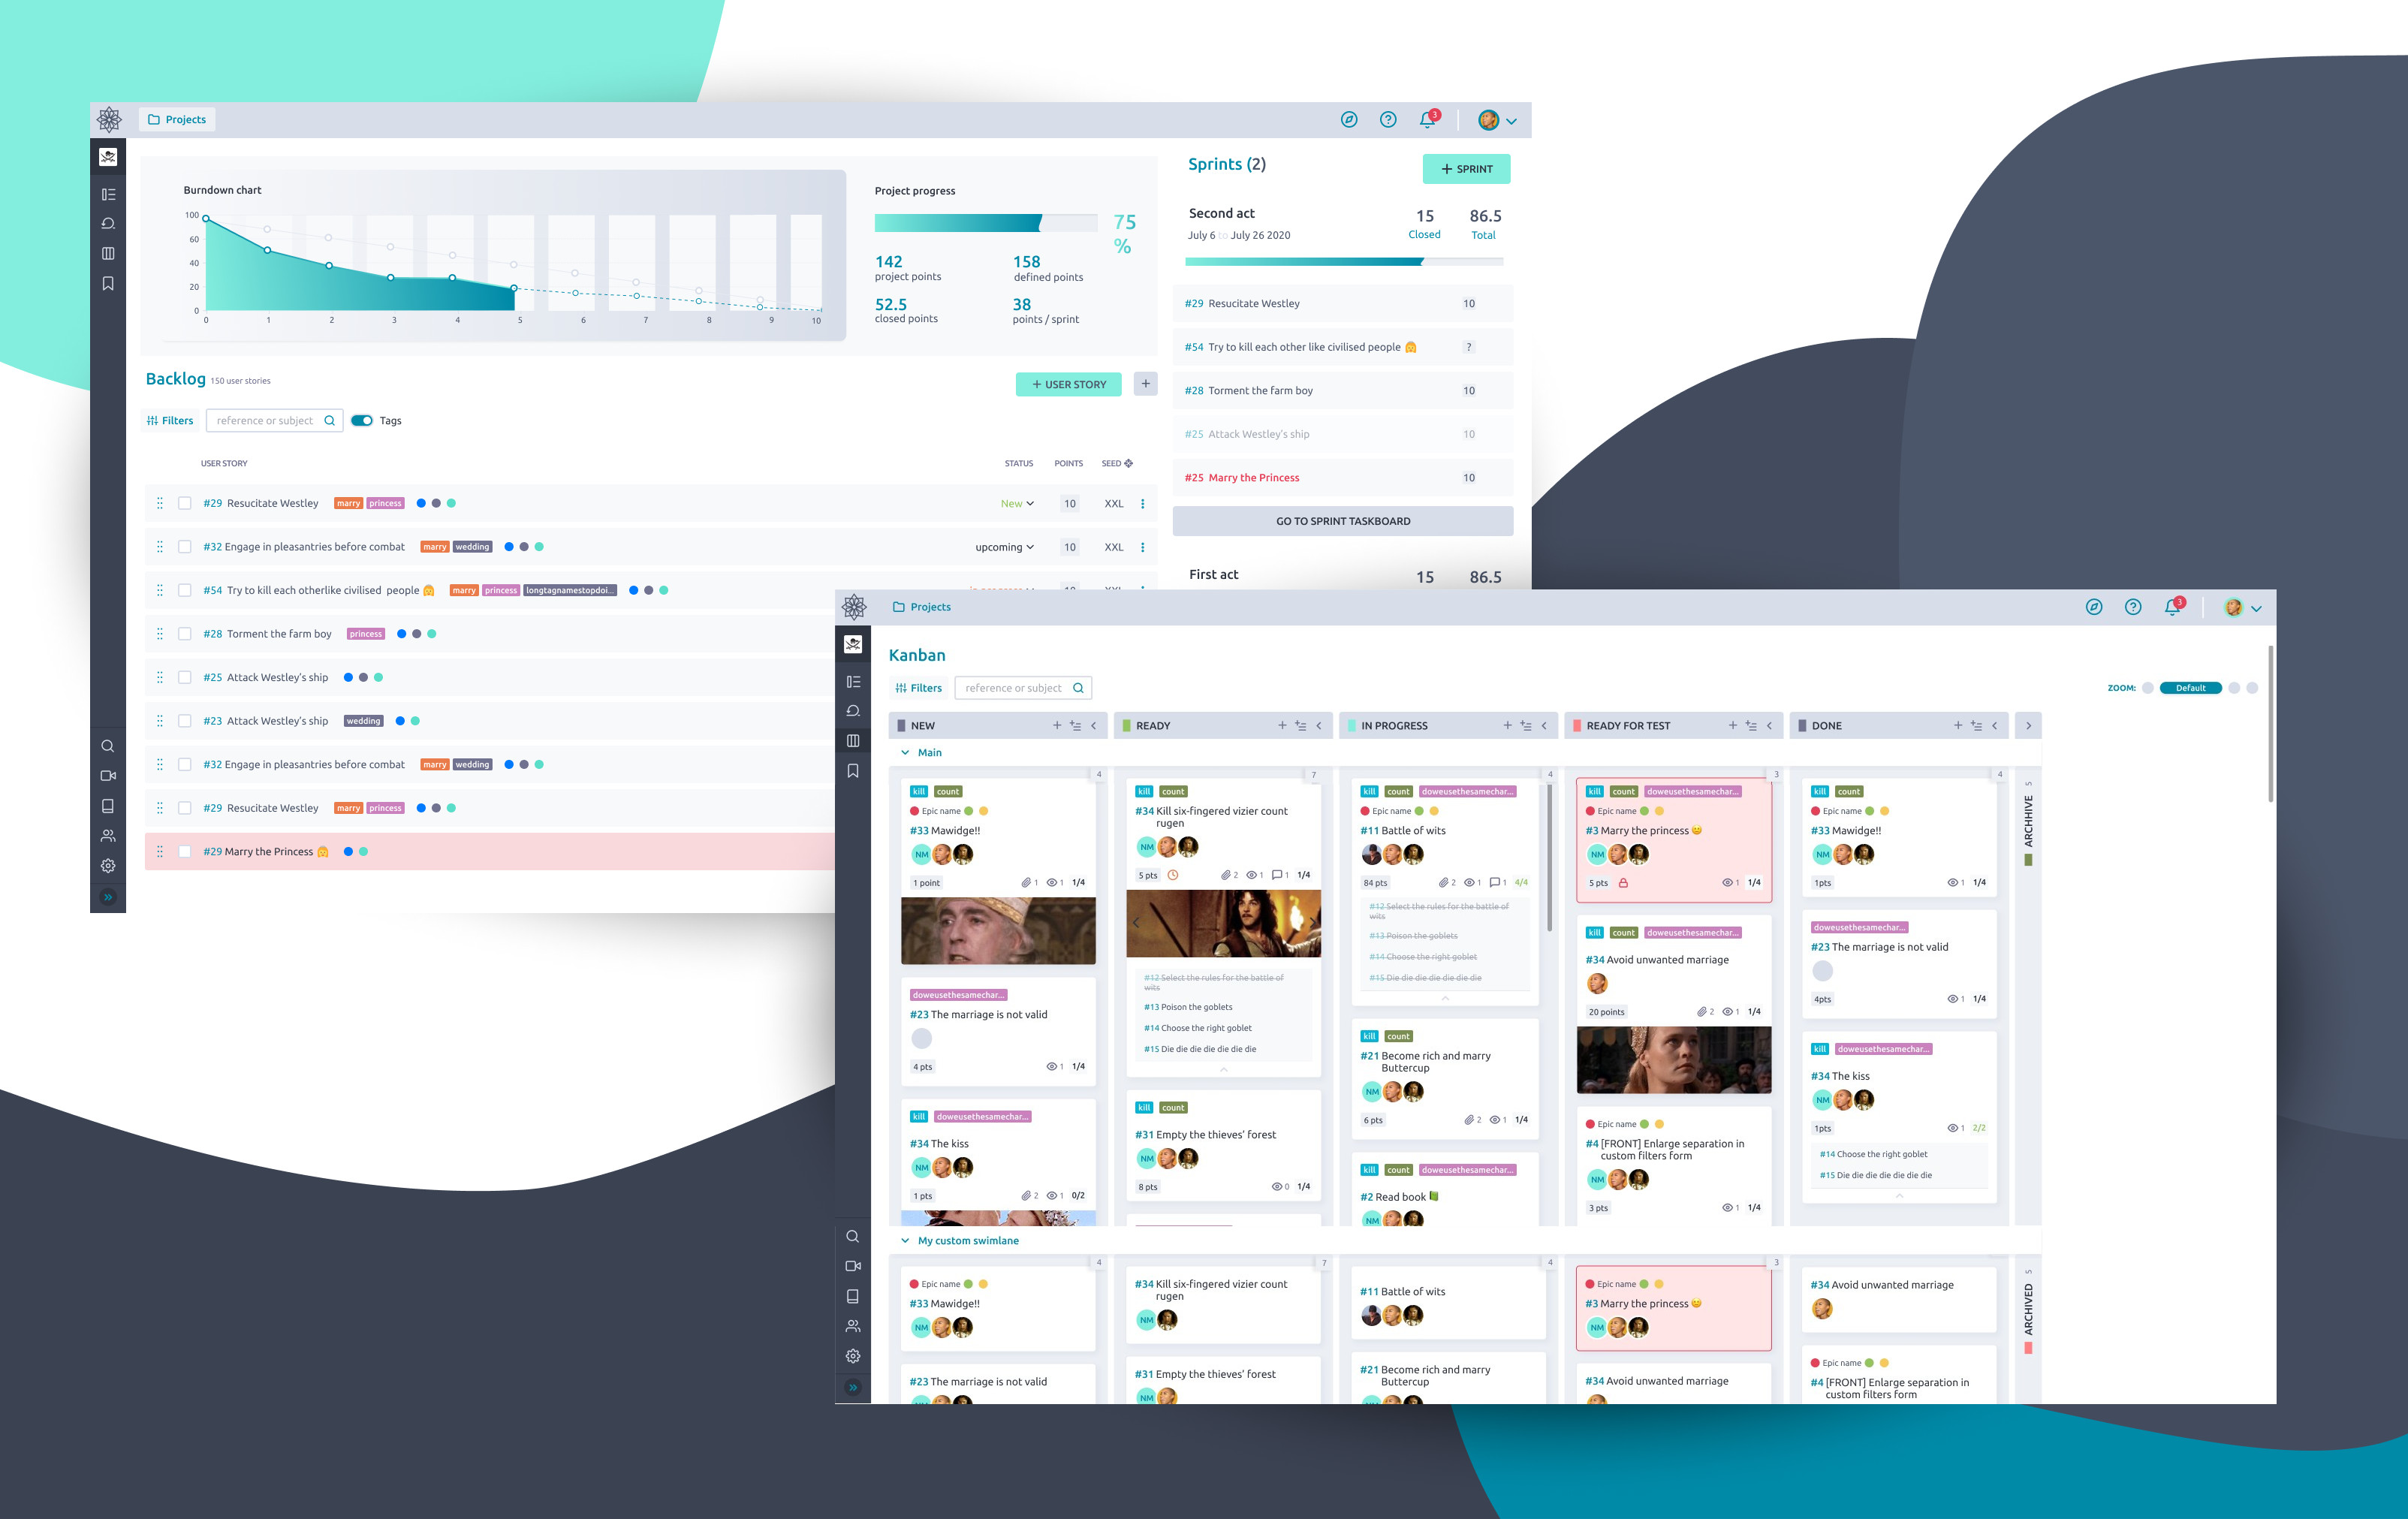 Projects
3
Burndown chart
100
60
40
20
0
0 1 2 3 4 5 6 7 8 9 10
Project progress
75 %
142
project points
158
defined points
52.5
closed points
38
points / sprint
Sprints (2)
+ SPRINT
Second act
July 6 to July 26 2020
15
Closed
86.5
Total
#29 Resucitate Westley 10
#54 Try to kill each other like civilised people ?
#28 Torment the farm boy 10
#25 Attack Westley's ship 10
#25 Marry the Princess 10
GO TO SPRINT TASKBOARD
First act 15 86.5
Backlog 150 user stories
+ USER STORY
+
Filters
reference or subject
Tags
USER STORY STATUS POINTS SEED
#29 Resucitate Westley marry princess New 10 XXL
#32 Engage in pleasantries before combat marry wedding upcoming 10 XXL
#54 Try to kill each otherlike civilised people marry princess longtagnamestopdoi...
#28 Torment the farm boy princess
#25 Attack Westley's ship
#23 Attack Westley's ship wedding
#32 Engage in pleasantries before combat marry wedding
#29 Resucitate Westley marry princess
#29 Marry the Princess
Projects
3
Kanban
Filters
reference or subject
ZOOM: Default
NEW
READY
IN PROGRESS
READY FOR TEST
DONE
Main
4
kill count
Epic name
#33 Mawidge!!
NM
1 point 1 1 1/4
doweusethesamechar...
#23 The marriage is not valid
4 pts 1 1/4
kill doweusethesamechar...
#34 The kiss
NM
1 pts 2 1 0/2
7
kill count
#34 Kill six-fingered vizier count
rugen
NM
5 pts 2 1 1 1/4
#12 Select the rules for the battle of
wits
#13 Poison the goblets
#14 Choose the right goblet
#15 Die die die die die die die
kill count
#31 Empty the thieves' forest
NM
8 pts 0 1/4
4
kill count doweusethesamechar...
Epic name
#11 Battle of wits
84 pts 2 1 1 4/4
#12 Select the rules for the battle of
wits
#13 Poison the goblets
#14 Choose the right goblet
#15 Die die die die die die die
kill count
#21 Become rich and marry
Buttercup
NM
6 pts 2 1 1/4
kill count doweusethesamechar...
#2 Read book
NM
3
kill count doweusethesamechar...
Epic name
#3 Marry the princess
NM
5 pts 1 1/4
kill count doweusethesamechar...
#34 Avoid unwanted marriage
20 points 2 1 1/4
Epic name
#4 [FRONT] Enlarge separation in
custom filters form
NM
3 pts 1 1/4
4
kill count
Epic name
#33 Mawidge!!
NM
1pts 1 1/4
doweusethesamechar...
#23 The marriage is not valid
4pts 1 1/4
kill doweusethesamechar...
#34 The kiss
NM
1pts 1 2/2
#14 Choose the right goblet
#15 Die die die die die die die
ARCHHIVE 5
My custom swimlane
4
Epic name
#33 Mawidge!!
NM
#23 The marriage is not valid
7
#34 Kill six-fingered vizier count
rugen
NM
#31 Empty the thieves' forest
NM
4
#11 Battle of wits
#21 Become rich and marry
Buttercup
3
Epic name
#3 Marry the princess
NM
#34 Avoid unwanted marriage
#34 Avoid unwanted marriage
Epic name
#4 [FRONT] Enlarge separation in
custom filters form
ARCHIVED 5